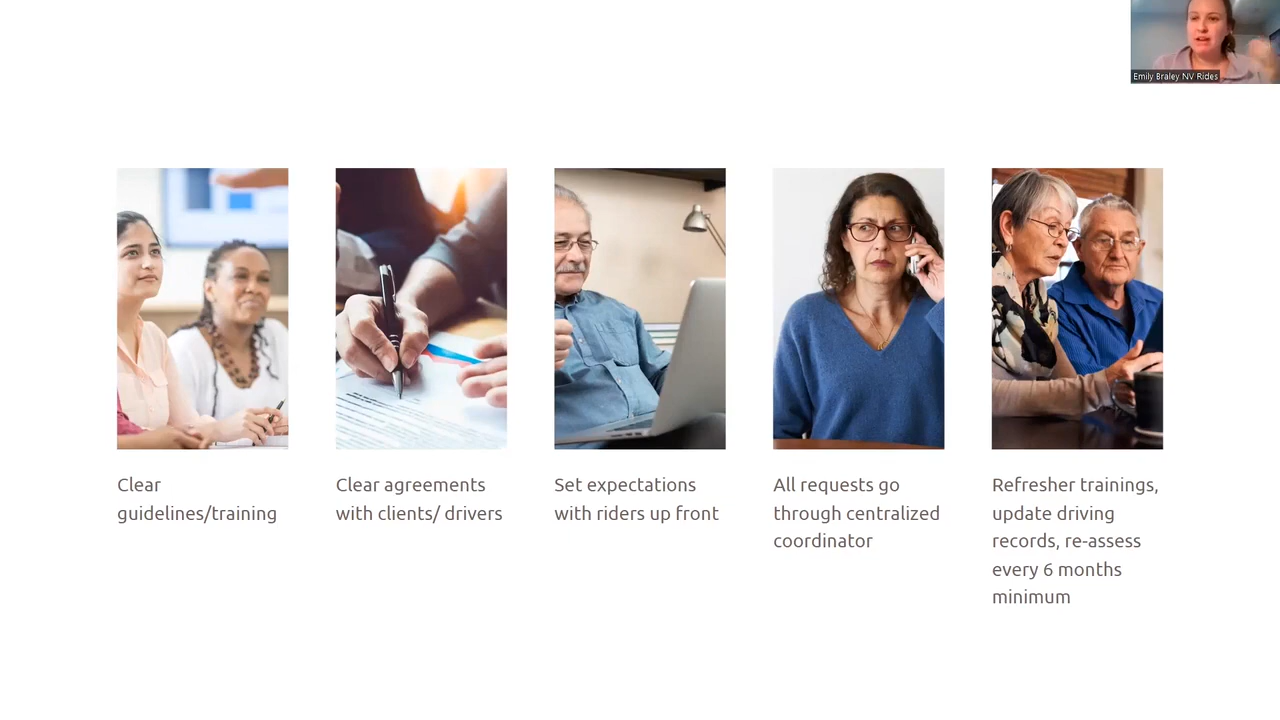 Emily Braley NV Rides
Clear
guidelines/training
Clear agreements
with clients/ drivers
Set expectations
with riders up front
All requests go
through centralized
coordinator
Refresher trainings,
update driving
records, re-assess
every 6 months
minimum